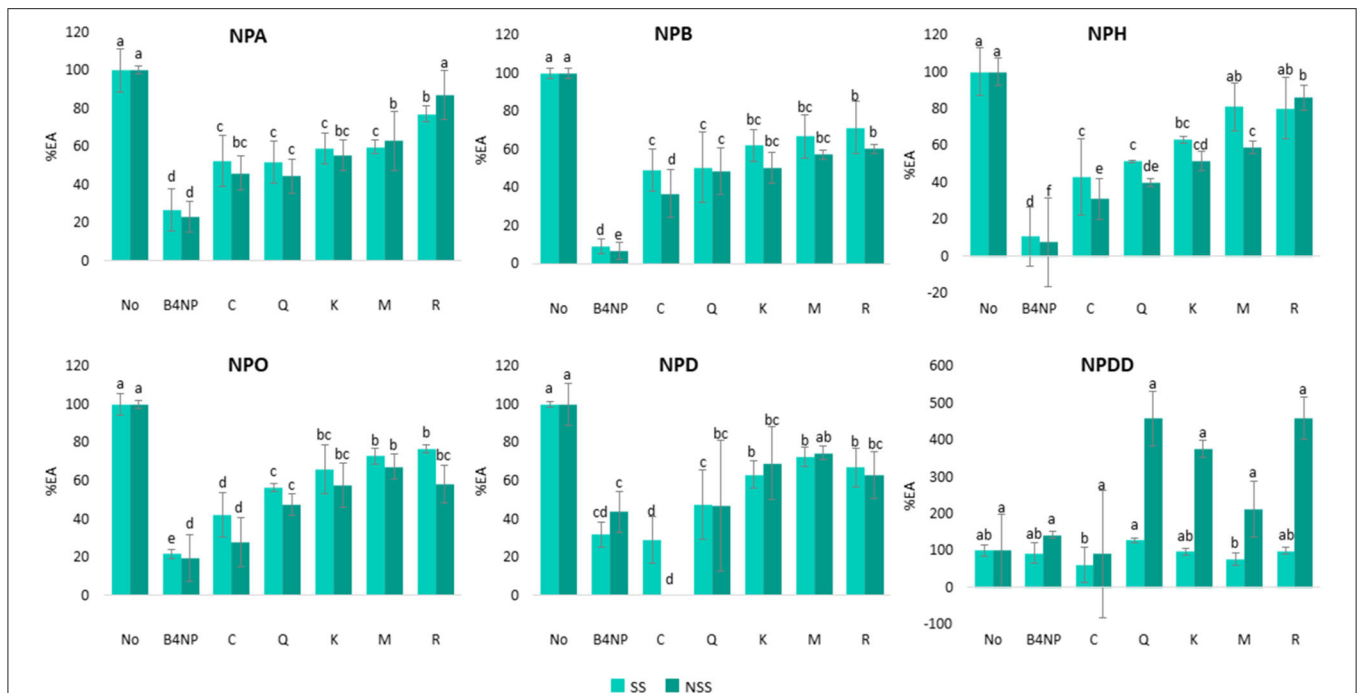 NPA
120
100
80
60
40
20
0
%EA
a a
d d
c bc
c c
c bc
c b
b a
No B4NP C Q K M R
NPB
120
100
80
60
40
20
0
%EA
a a
d e
c d
c c
bc c
bc bc
b b
No B4NP C Q K M R
NPH
120
100
80
60
40
20
0
-20
%EA
a a
d f
c e
c de
bc cd
ab c
ab b
No B4NP C Q K M R
NPO
120
100
80
60
40
20
0
%EA
a a
e d
d d
c c
bc bc
b b
b bc
No B4NP C Q K M R
NPD
120
100
80
60
40
20
0
%EA
a a
cd c
d d
c bc
b bc
b ab
b bc
No B4NP C Q K M R
NPDD
600
500
400
300
200
100
0
-100
%EA
ab a
ab a
b a
a a
ab a
b a
ab a
No B4NP C Q K M R
SS NSS